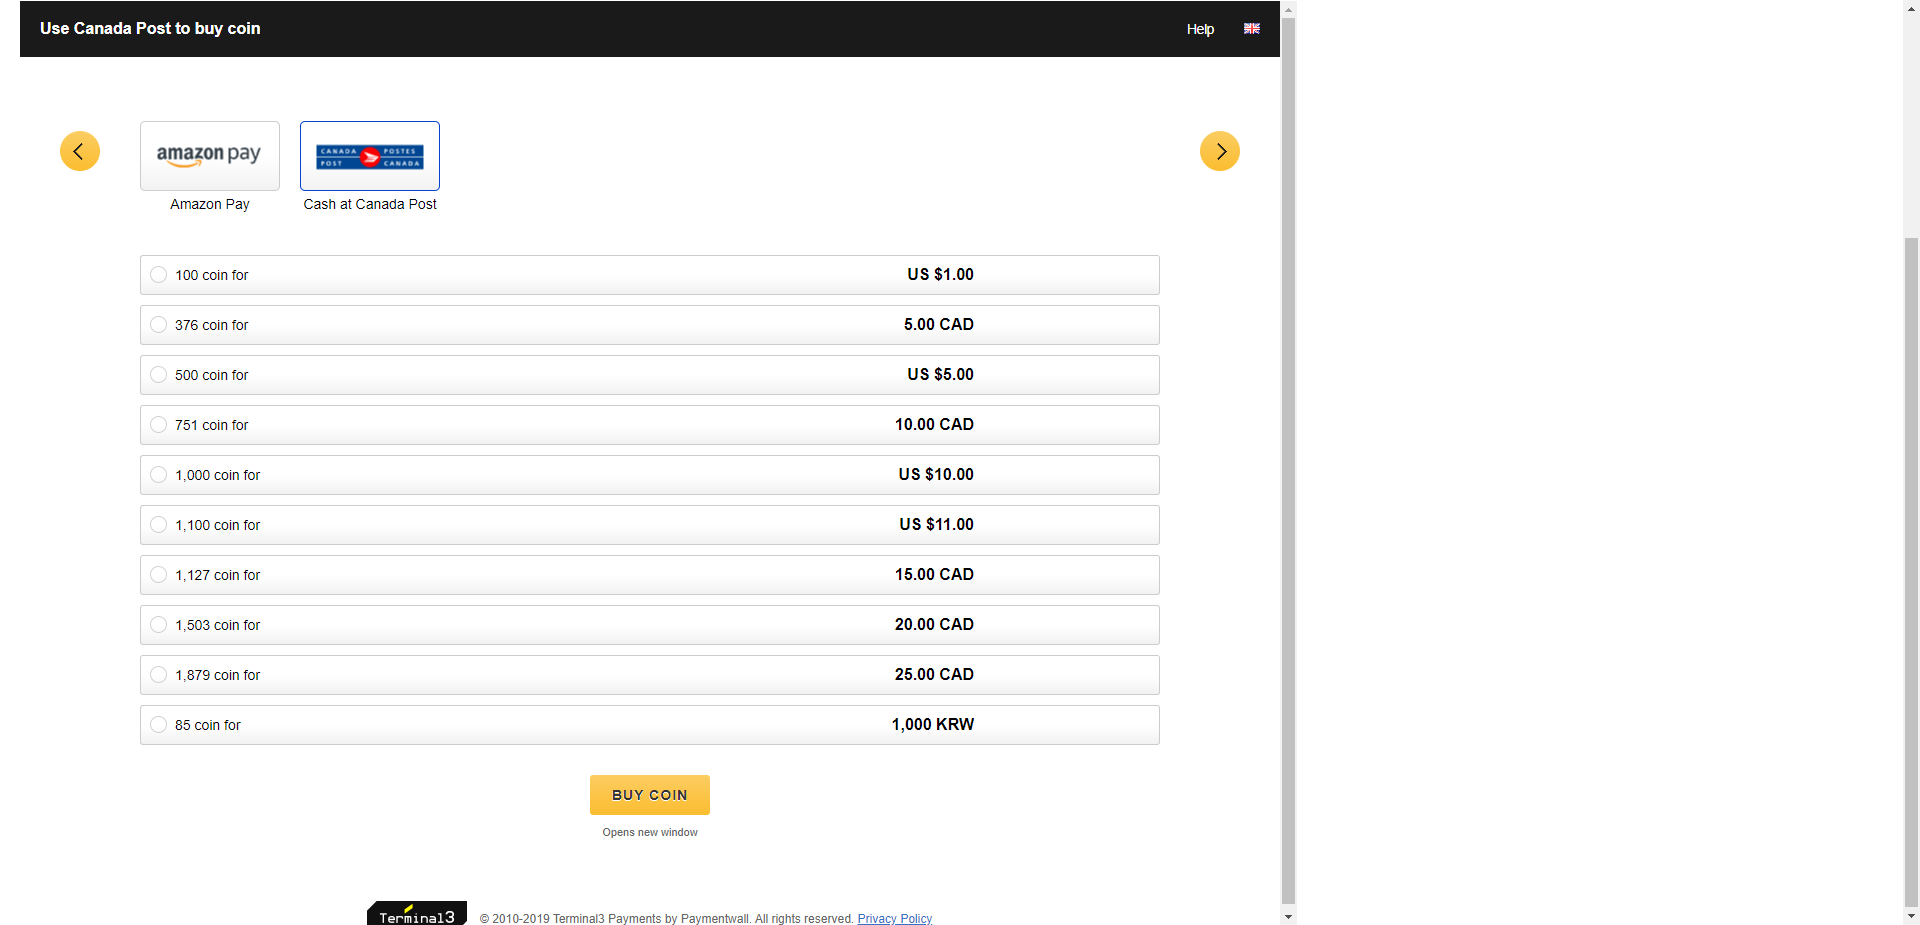 Use Canada Post to buy coin
Help
amazon pay
CANADA POSTES
POST CANADA
Amazon Pay
Cash at Canada Post
100 coin for US $1.00
376 coin for 5.00 CAD
500 coin for US $5.00
751 coin for 10.00 CAD
1,000 coin for US $10.00
1,100 coin for US $11.00
1,127 coin for 15.00 CAD
1,503 coin for 20.00 CAD
1,879 coin for 25.00 CAD
85 coin for 1,000 KRW
BUY COIN
Opens new window
Terminal3
© 2010-2019 Terminal3 Payments by Paymentwall. All rights reserved. Privacy Policy